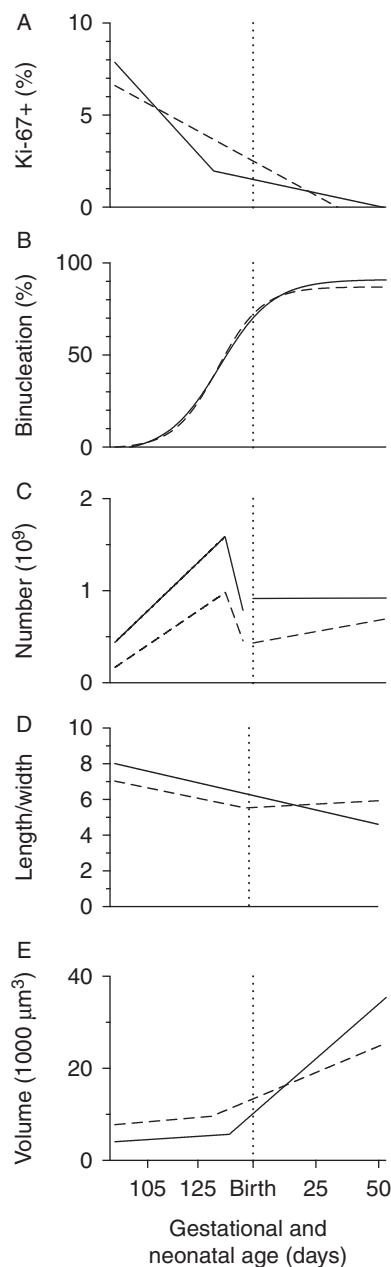 A
Ki-67+ (%)
10
5
0
B
Binucleation (%)
100
50
0
C
Number (10⁹)
2
1
0
D
Length/width
10
8
6
4
2
0
E
Volume (1000 μm³)
40
20
0
105 125 Birth 25 50
Gestational and
neonatal age (days)